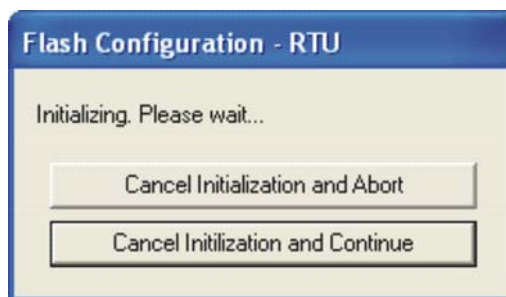 Flash Configuration - RTU
Initializing. Please wait...
Cancel Initialization and Abort
Cancel Initilization and Continue